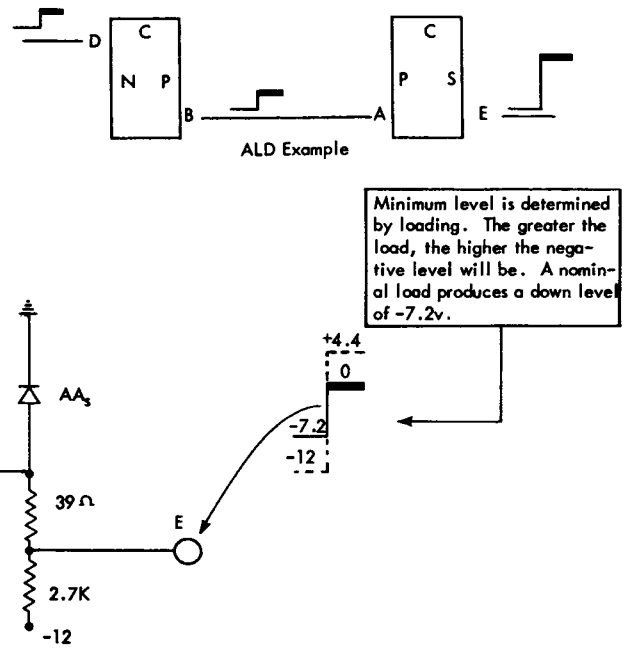 D
C
N P
B
A
C
P S
E
ALD Example
Minimum level is determined
by loading. The greater the
load, the higher the nega-
tive level will be. A nomin-
al load produces a down level
of -7.2v.
+4.4
0
-7.2
-12
AAs
39 Ω
E
2.7K
-12